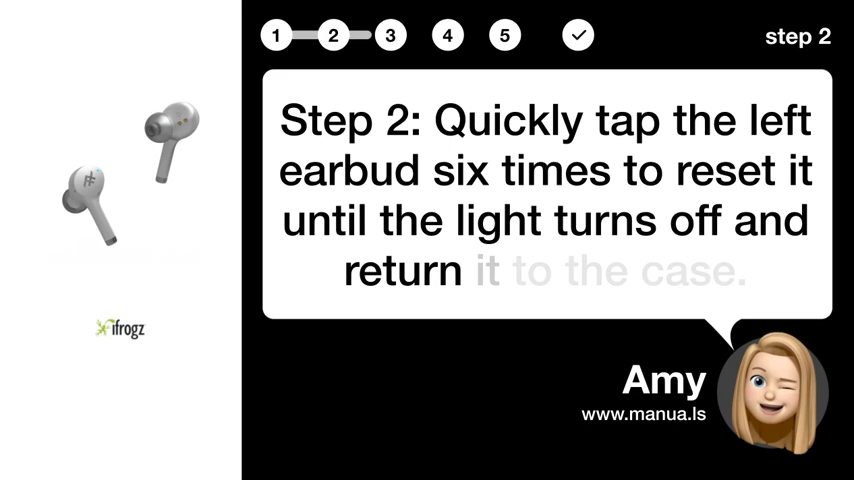 1 2 3 4 5
step 2
Step 2: Quickly tap the left
earbud six times to reset it
until the light turns off and
return it to the case.
ifrogz
Amy
www.manua.ls